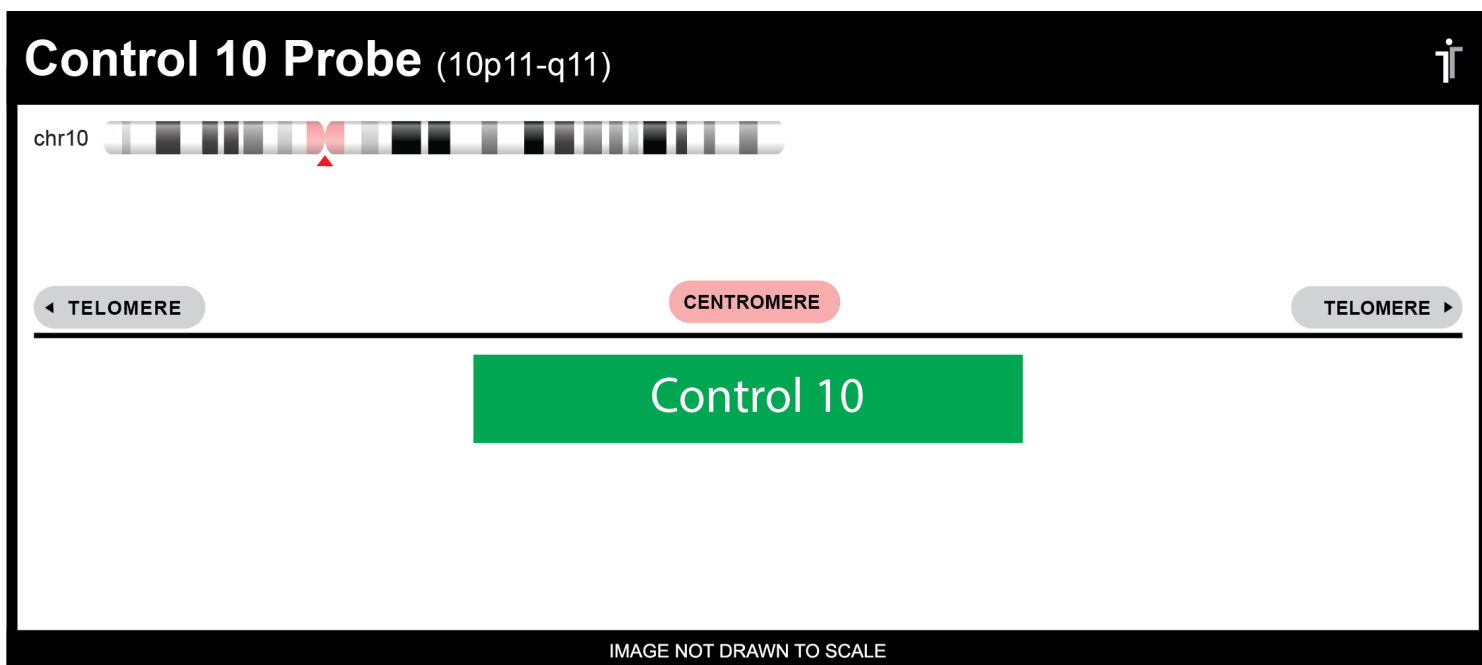 Control 10 Probe (10p11-q11)
chr10
TELOMERE
CENTROMERE
TELOMERE
Control 10
IMAGE NOT DRAWN TO SCALE